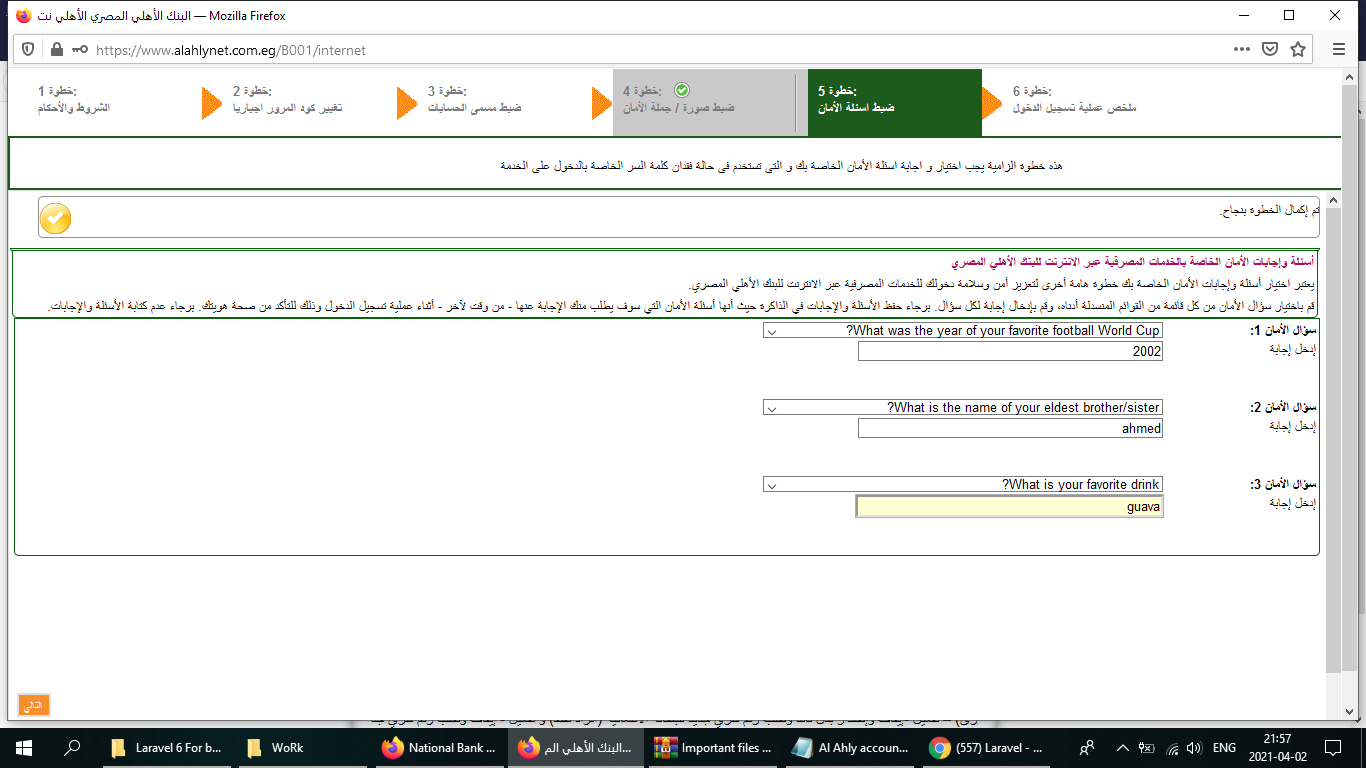 البنك الأهلي المصري الأهلي نت — Mozilla Firefox
https://www.alahlynet.com.eg/B001/internet
خطوة 1:
الشروط والأحكام
خطوة 2:
تغيير كود المرور اجباريا
خطوة 3:
ضبط مسمى الحسابات
خطوة 4:
ضبط صورة / جملة الأمان
خطوة 5:
ضبط اسئلة الأمان
خطوة 6:
ملخص عملية تسجيل الدخول
هذه خطوة الزامية يجب اختيار و اجابة اسئلة الأمان الخاصة بك و التى تستخدم فى حالة فقدان كلمة السر الخاصة بالدخول على الخدمة
تم إكمال الخطوة بنجاح.
أسئلة وإجابات الأمان الخاصة بالخدمات المصرفية عبر الانترنت للبنك الأهلي المصري
يعتبر اختيار أسئلة وإجابات الأمان الخاصة بك خطوة هامة أخرى لتعزيز أمن وسلامة دخولك للخدمات المصرفية عبر الانترنت للبنك الأهلي المصري.
قم باختيار سؤال الأمان من كل قائمة من القوائم المنسدلة أدناه، وقم بإدخال إجابة لكل سؤال. برجاء حفظ الأسئلة والإجابات في الذاكرة حيث أنها أسئلة الأمان التي سوف يطلب منك الإجابة عنها - من وقت لآخر - أثناء عملية تسجيل الدخول وذلك للتأكد من صحة هويتك. برجاء عدم كتابة الأسئلة والإجابات.
سؤال الأمان 1:
?What was the year of your favorite football World Cup
إدخل إجابة
2002
سؤال الأمان 2:
?What is the name of your eldest brother/sister
إدخل إجابة
ahmed
سؤال الأمان 3:
?What is your favorite drink
إدخل إجابة
guava
التالي
Laravel 6 For b...
WoRk
National Bank ...
البنك الأهلي الم...
Important files ...
Al Ahly accoun...
(557) Laravel - ...
ENG
21:57
2021-04-02